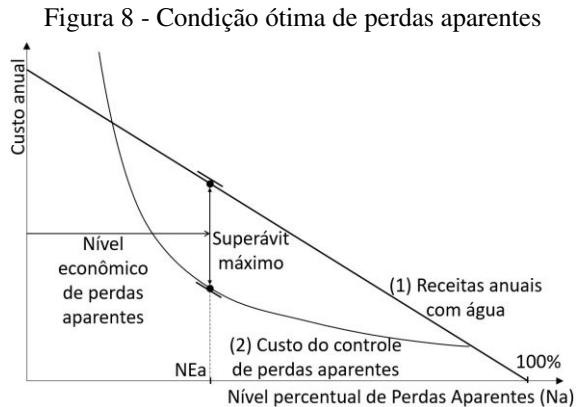 Figura 8 - Condição ótima de perdas aparentes
Custo anual
Nível
econômico
de perdas
aparentes
Superávit
máximo
(1) Receitas anuais
com água
(2) Custo do controle
de perdas aparentes
100%
NEa
Nível percentual de Perdas Aparentes (Na)